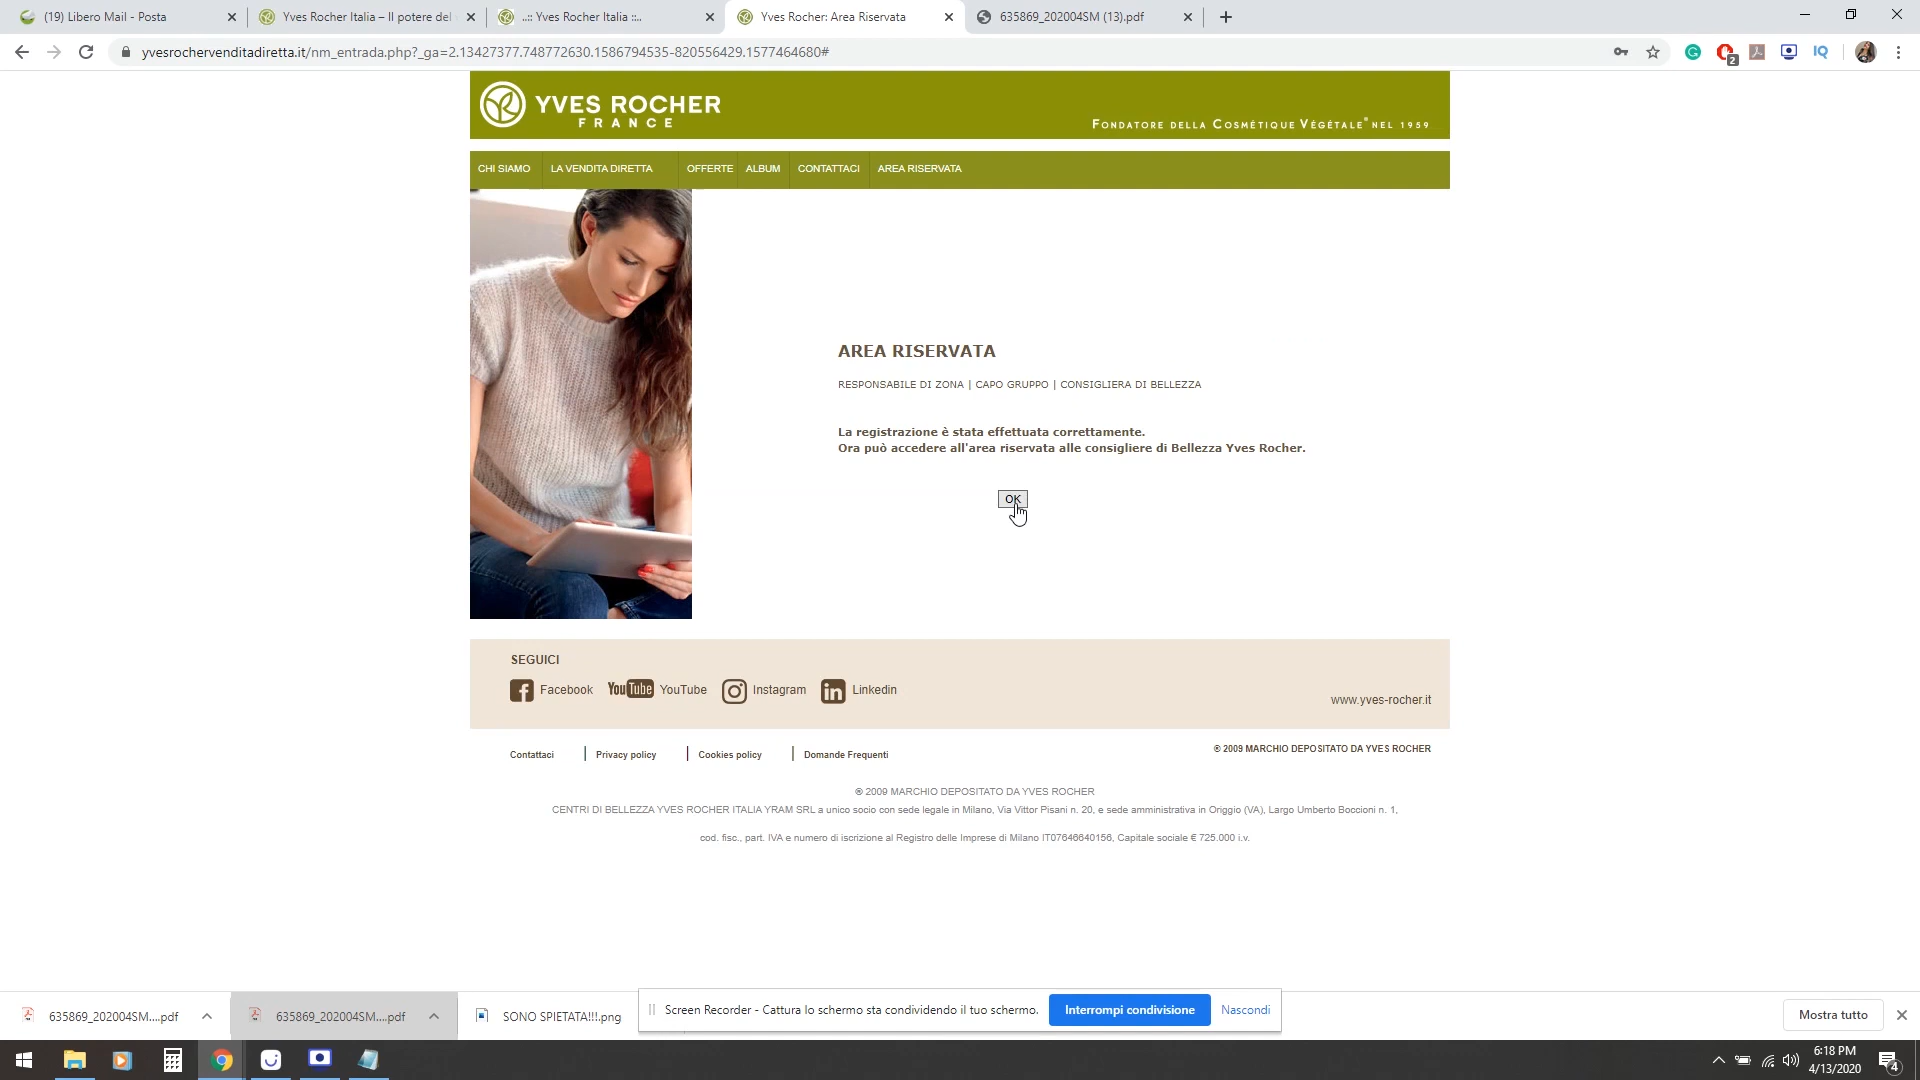 (19) Libero Mail - Posta
Yves Rocher Italia – Il potere del
..:: Yves Rocher Italia ::..
Yves Rocher: Area Riservata
635869_202004SM (13).pdf
yvesrochervenditadiretta.it/nm_entrada.php?_ga=2.13427377.748772630.1586794535-820556429.1577464680#
2
IQ
YVES ROCHER
FRANCE
FONDATORE DELLA COSMÉTIQUE VÉGÉTALE® NEL 1959
CHI SIAMO
LA VENDITA DIRETTA
OFFERTE
ALBUM
CONTATTACI
AREA RISERVATA
AREA RISERVATA
RESPONSABILE DI ZONA | CAPO GRUPPO | CONSIGLIERA DI BELLEZZA
La registrazione è stata effettuata correttamente.
Ora può accedere all'area riservata alle consigliere di Bellezza Yves Rocher.
OK
SEGUICI
Facebook
YouTube YouTube
Instagram
in Linkedin
www.yves-rocher.it
Contattaci
Privacy policy
Cookies policy
Domande Frequenti
© 2009 MARCHIO DEPOSITATO DA YVES ROCHER
® 2009 MARCHIO DEPOSITATO DA YVES ROCHER
CENTRI DI BELLEZZA YVES ROCHER ITALIA YRAM SRL a unico socio con sede legale in Milano, Via Vittor Pisani n. 20, e sede amministrativa in Origgio (VA), Largo Umberto Boccioni n. 1,
cod. fisc., part. IVA e numero di iscrizione al Registro delle Imprese di Milano IT07646640156, Capitale sociale € 725.000 i.v.
635869_202004SM....pdf
635869_202004SM....pdf
SONO SPIETATA!!!.png
Screen Recorder - Cattura lo schermo sta condividendo il tuo schermo.
Interrompi condivisione
Nascondi
Mostra tutto
6:18 PM
4/13/2020
4